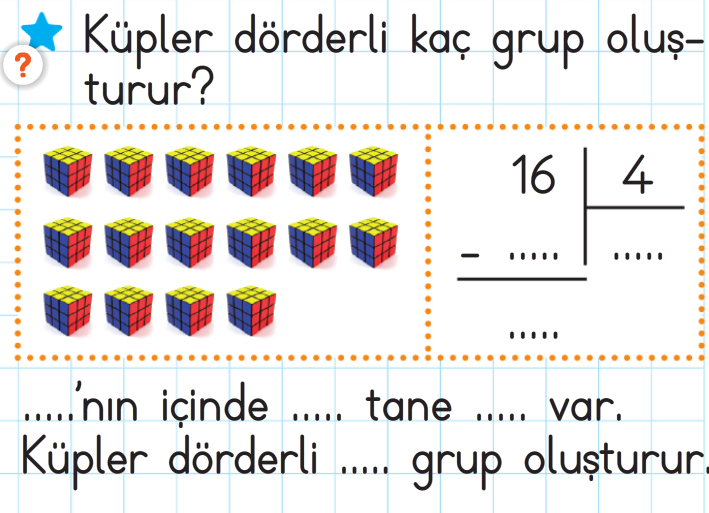 ?
Küpler dörderli kaç grup oluş-
turur?
16 4
- ..... .....
.....
.....'nın içinde ..... tane ..... var.
Küpler dörderli ..... grup oluşturur.